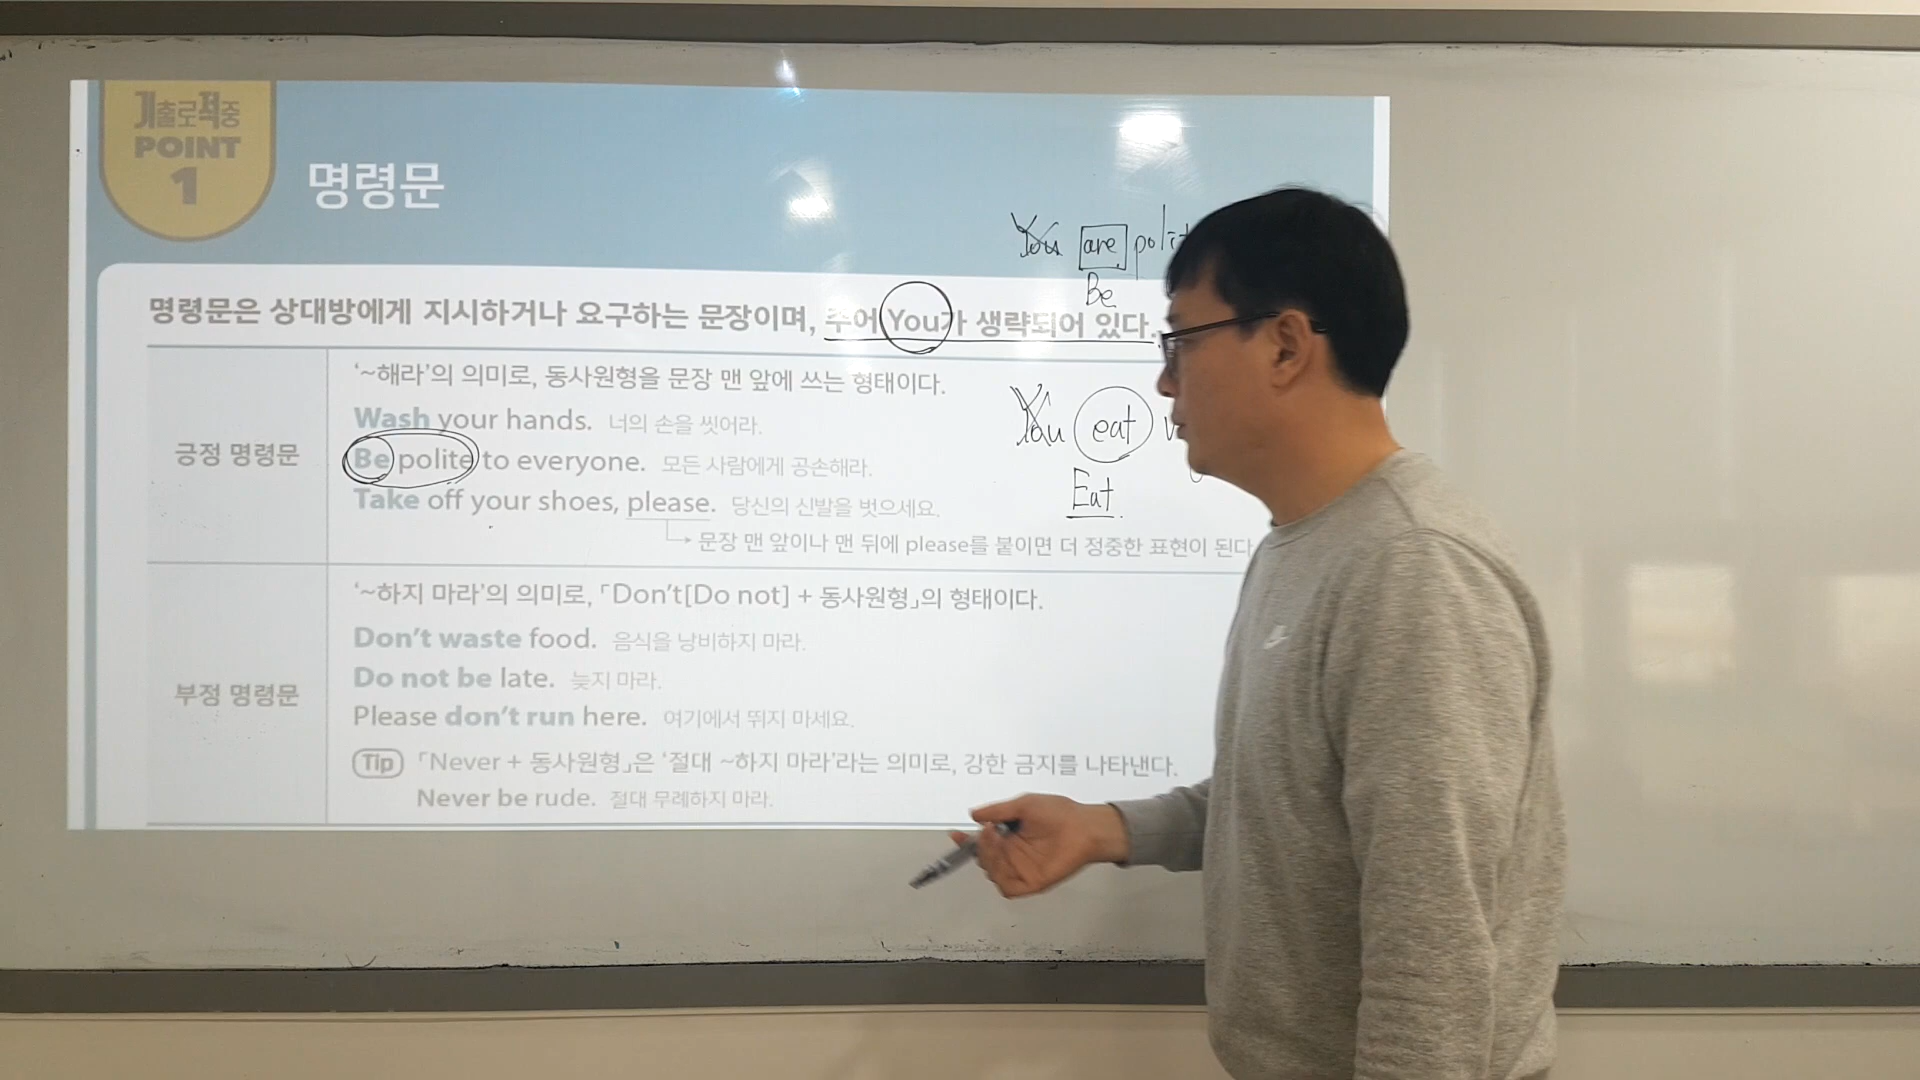 기출로적중
POINT
1
명령문
You are
Be
명령문은 상대방에게 지시하거나 요구하는 문장이며, 주어 You가 생략되어 있다.
긍정 명령문
‘~해라’의 의미로, 동사원형을 문장 맨 앞에 쓰는 형태이다.
Wash your hands. 너의 손을 씻어라.
Be polite to everyone. 모든 사람에게 공손해라.
Take off your shoes, please. 당신의 신발을 벗으세요.
문장 맨 앞이나 맨 뒤에 please를 붙이면 더 정중한 표현이 된다
You eat
Eat
부정 명령문
‘~하지 마라’의 의미로, 「Don’t[Do not] + 동사원형」의 형태이다.
Don’t waste food. 음식을 낭비하지 마라.
Do not be late. 늦지 마라.
Please don’t run here. 여기에서 뛰지 마세요.
Tip 「Never + 동사원형」은 ‘절대 ~하지 마라’라는 의미로, 강한 금지를 나타낸다.
Never be rude. 절대 무례하지 마라.